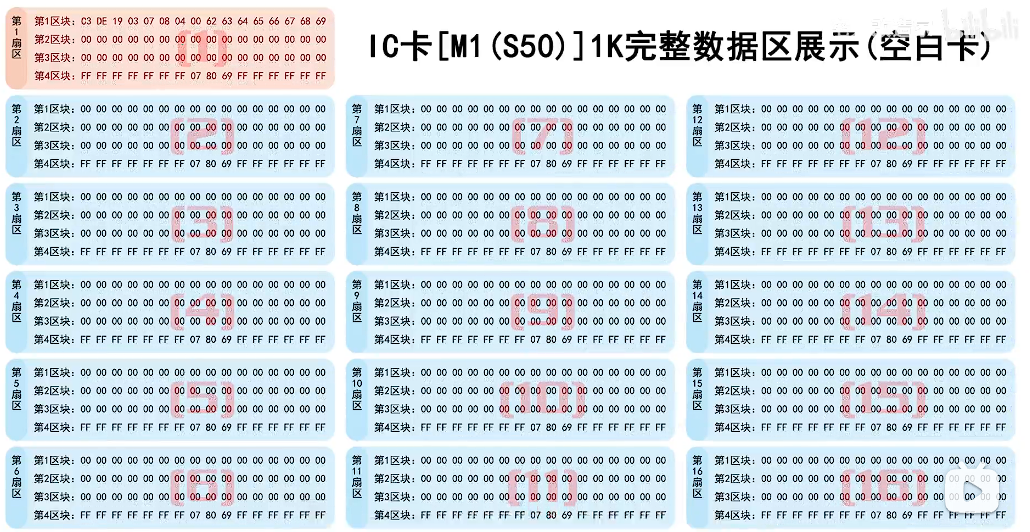 IC卡[M1(S50)]1K完整数据区展示(空白卡)
第1扇区
第1区块: C3 DE 19 03 07 08 04 00 62 63 64 65 66 67 68 69
第2区块: 00 00 00 00 00 00 00 00 00 00 00 00 00 00 00 00
第3区块: 00 00 00 00 00 00 00 00 00 00 00 00 00 00 00 00
第4区块: FF FF FF FF FF FF FF 07 80 69 FF FF FF FF FF FF
(1)
第2扇区
第1区块: 00 00 00 00 00 00 00 00 00 00 00 00 00 00 00 00
第2区块: 00 00 00 00 00 00 00 00 00 00 00 00 00 00 00 00
第3区块: 00 00 00 00 00 00 00 00 00 00 00 00 00 00 00 00
第4区块: FF FF FF FF FF FF FF 07 80 69 FF FF FF FF FF FF
(2)
第3扇区
第1区块: 00 00 00 00 00 00 00 00 00 00 00 00 00 00 00 00
第2区块: 00 00 00 00 00 00 00 00 00 00 00 00 00 00 00 00
第3区块: 00 00 00 00 00 00 00 00 00 00 00 00 00 00 00 00
第4区块: FF FF FF FF FF FF FF 07 80 69 FF FF FF FF FF FF
(3)
第4扇区
第1区块: 00 00 00 00 00 00 00 00 00 00 00 00 00 00 00 00
第2区块: 00 00 00 00 00 00 00 00 00 00 00 00 00 00 00 00
第3区块: 00 00 00 00 00 00 00 00 00 00 00 00 00 00 00 00
第4区块: FF FF FF FF FF FF FF 07 80 69 FF FF FF FF FF FF
(4)
第5扇区
第1区块: 00 00 00 00 00 00 00 00 00 00 00 00 00 00 00 00
第2区块: 00 00 00 00 00 00 00 00 00 00 00 00 00 00 00 00
第3区块: 00 00 00 00 00 00 00 00 00 00 00 00 00 00 00 00
第4区块: FF FF FF FF FF FF FF 07 80 69 FF FF FF FF FF FF
(5)
第6扇区
第1区块: 00 00 00 00 00 00 00 00 00 00 00 00 00 00 00 00
第2区块: 00 00 00 00 00 00 00 00 00 00 00 00 00 00 00 00
第3区块: 00 00 00 00 00 00 00 00 00 00 00 00 00 00 00 00
第4区块: FF FF FF FF FF FF FF 07 80 69 FF FF FF FF FF FF
(6)
第7扇区
第1区块: 00 00 00 00 00 00 00 00 00 00 00 00 00 00 00 00
第2区块: 00 00 00 00 00 00 00 00 00 00 00 00 00 00 00 00
第3区块: 00 00 00 00 00 00 00 00 00 00 00 00 00 00 00 00
第4区块: FF FF FF FF FF FF FF 07 80 69 FF FF FF FF FF FF
(7)
第8扇区
第1区块: 00 00 00 00 00 00 00 00 00 00 00 00 00 00 00 00
第2区块: 00 00 00 00 00 00 00 00 00 00 00 00 00 00 00 00
第3区块: 00 00 00 00 00 00 00 00 00 00 00 00 00 00 00 00
第4区块: FF FF FF FF FF FF FF 07 80 69 FF FF FF FF FF FF
(8)
第9扇区
第1区块: 00 00 00 00 00 00 00 00 00 00 00 00 00 00 00 00
第2区块: 00 00 00 00 00 00 00 00 00 00 00 00 00 00 00 00
第3区块: 00 00 00 00 00 00 00 00 00 00 00 00 00 00 00 00
第4区块: FF FF FF FF FF FF FF 07 80 69 FF FF FF FF FF FF
(9)
第10扇区
第1区块: 00 00 00 00 00 00 00 00 00 00 00 00 00 00 00 00
第2区块: 00 00 00 00 00 00 00 00 00 00 00 00 00 00 00 00
第3区块: 00 00 00 00 00 00 00 00 00 00 00 00 00 00 00 00
第4区块: FF FF FF FF FF FF FF 07 80 69 FF FF FF FF FF FF
(10)
第11扇区
第1区块: 00 00 00 00 00 00 00 00 00 00 00 00 00 00 00 00
第2区块: 00 00 00 00 00 00 00 00 00 00 00 00 00 00 00 00
第3区块: 00 00 00 00 00 00 00 00 00 00 00 00 00 00 00 00
第4区块: FF FF FF FF FF FF FF 07 80 69 FF FF FF FF FF FF
(11)
第12扇区
第1区块: 00 00 00 00 00 00 00 00 00 00 00 00 00 00 00 00
第2区块: 00 00 00 00 00 00 00 00 00 00 00 00 00 00 00 00
第3区块: 00 00 00 00 00 00 00 00 00 00 00 00 00 00 00 00
第4区块: FF FF FF FF FF FF FF 07 80 69 FF FF FF FF FF FF
(12)
第13扇区
第1区块: 00 00 00 00 00 00 00 00 00 00 00 00 00 00 00 00
第2区块: 00 00 00 00 00 00 00 00 00 00 00 00 00 00 00 00
第3区块: 00 00 00 00 00 00 00 00 00 00 00 00 00 00 00 00
第4区块: FF FF FF FF FF FF FF 07 80 69 FF FF FF FF FF FF
(13)
第14扇区
第1区块: 00 00 00 00 00 00 00 00 00 00 00 00 00 00 00 00
第2区块: 00 00 00 00 00 00 00 00 00 00 00 00 00 00 00 00
第3区块: 00 00 00 00 00 00 00 00 00 00 00 00 00 00 00 00
第4区块: FF FF FF FF FF FF FF 07 80 69 FF FF FF FF FF FF
(14)
第15扇区
第1区块: 00 00 00 00 00 00 00 00 00 00 00 00 00 00 00 00
第2区块: 00 00 00 00 00 00 00 00 00 00 00 00 00 00 00 00
第3区块: 00 00 00 00 00 00 00 00 00 00 00 00 00 00 00 00
第4区块: FF FF FF FF FF FF FF 07 80 69 FF FF FF FF FF FF
(15)
第16扇区
第1区块: 00 00 00 00 00 00 00 00 00 00 00 00 00 00 00 00
第2区块: 00 00 00 00 00 00 00 00 00 00 00 00 00 00 00 00
第3区块: 00 00 00 00 00 00 00 00 00 00 00 00 00 00 00 00
第4区块: FF FF FF FF FF FF FF 07 80 69 FF FF FF FF FF FF
(16)